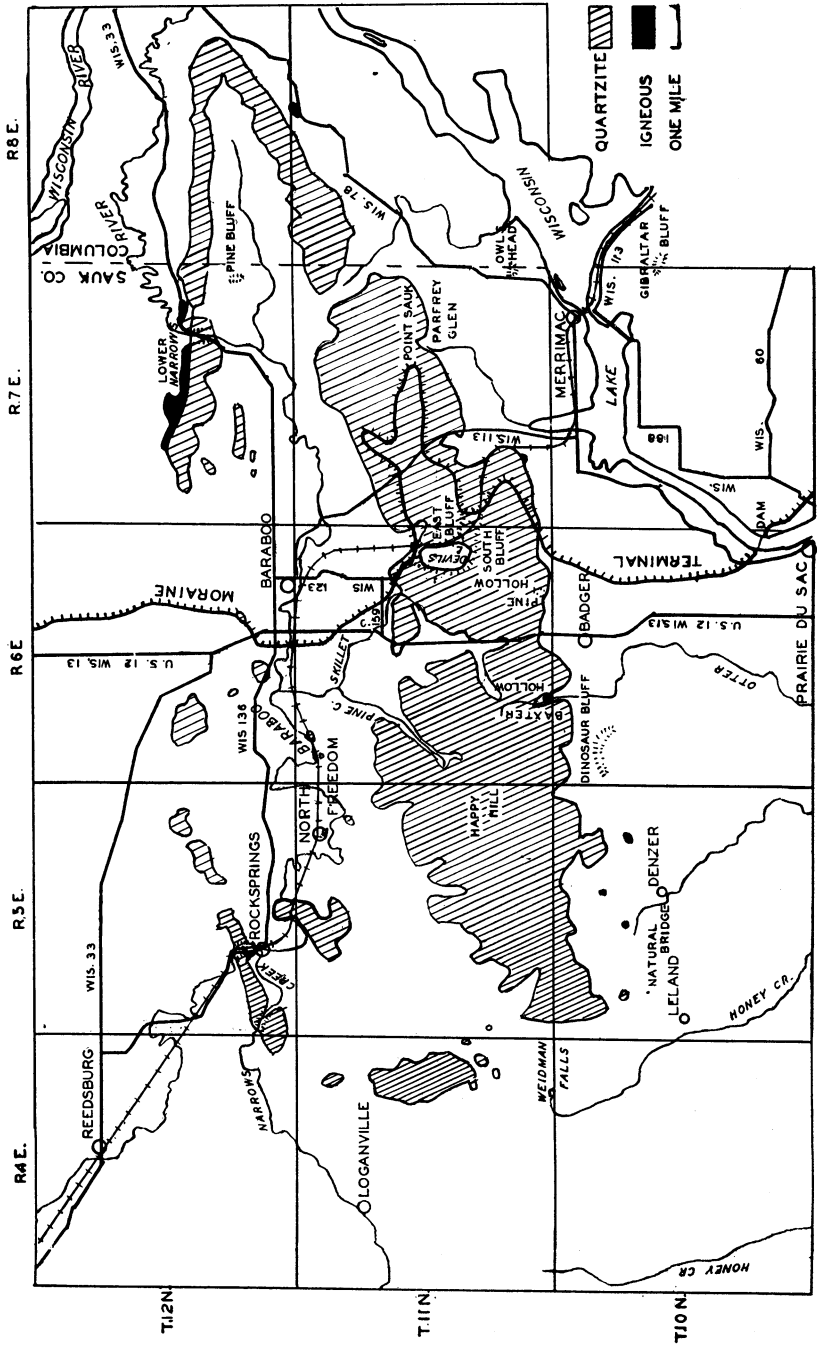 R4E.
R.5E.
R6E
R.7E.
R8E.
T.12N.
T.11N.
T.10N.
REEDSBURG
WIS. 33
U.S. 12 WIS. 13
MORAINE
WISCONSIN
RIVER
WIS. 33
RIVER
COLUMBIA
SAUK CO.
LOWER
NARROWS
PINE BLUFF
NARROWS
CREEK
ROCKSPRINGS
WIS 136
BARABOO
NORTH
FREEDOM
BARABOO
123
WIS
159
SKILLET
C.
PINE C.
LOGANVILLE
HAPPY
HILL
BAXTER
HOLLOW
PINE
HOLLOW
SOUTH
BLUFF
DEVILS
L
EAST
BLUFF
POINT SAUK
PARFREY
GLEN
WIS. 78
WIS. 113
OWLS
HEAD
WISCONSIN
LAKE
MERRIMAC
WIS. 113
GIBRALTAR
BLUFF
WEIDMAN
FALLS
HONEY CR
HONEY CR.
LELAND
NATURAL
BRIDGE
DENZER
DINOSAUR BLUFF
OTTER
BADGER
U.S. 12 WIS.13
TERMINAL
DAM
PRAIRIE DU SAC
WIS.
188
WIS. 60
QUARTZITE
IGNEOUS
ONE MILE